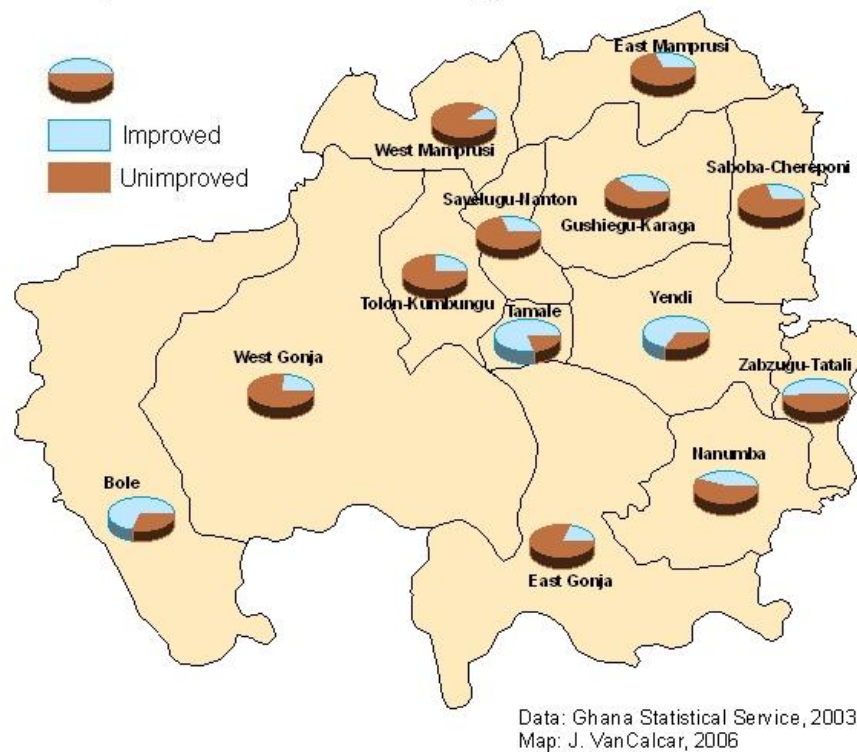 East Mamprusi
Improved
West Mamprusi
Unimproved
Saboba-Chereponi
Savelugu-Nanton
Gushiegu-Karaga
Tolon-Kumbungu
Yendi
Tamale
West Gonja
Zabzugu-Tatali
Nanumba
Bole
East Gonja
Data: Ghana Statistical Service, 2003
Map: J. VanCalcar, 2006